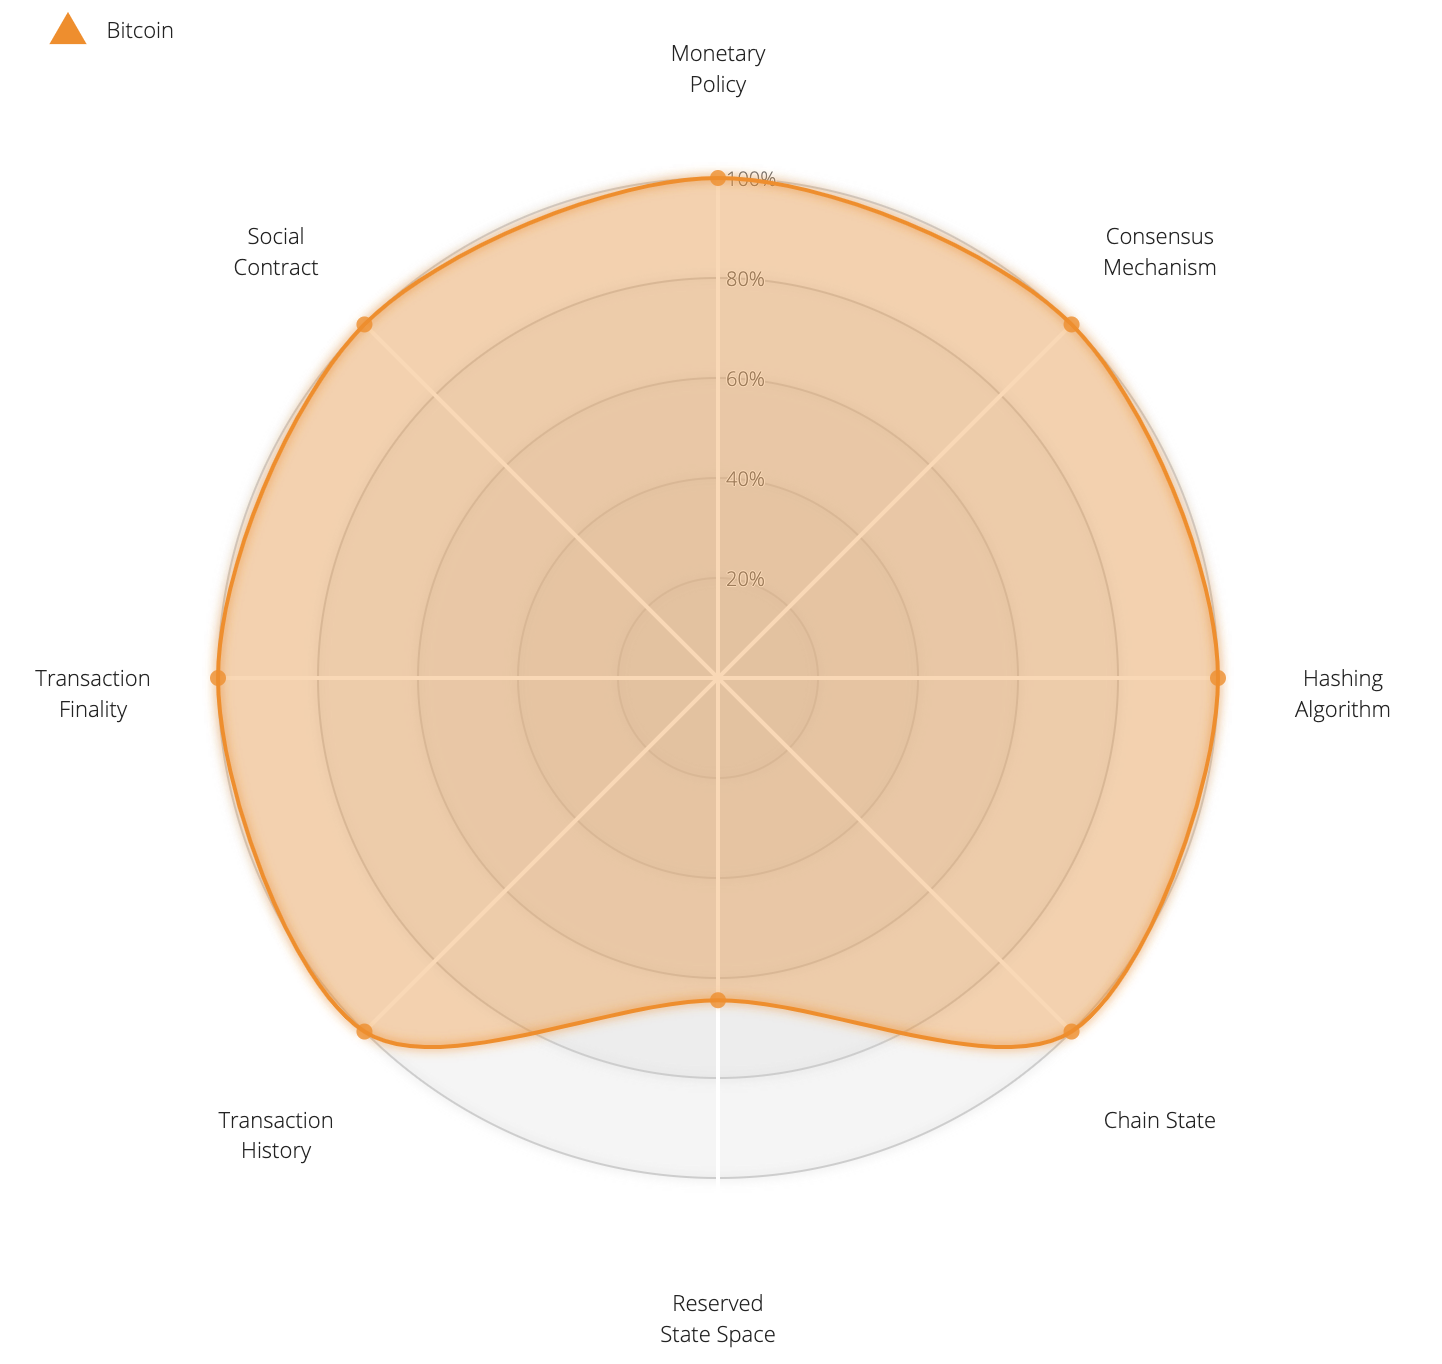 Bitcoin
Monetary
Policy
100%
Social
Contract
Consensus
Mechanism
80%
60%
40%
20%
Transaction
Finality
Hashing
Algorithm
Transaction
History
Chain State
Reserved
State Space